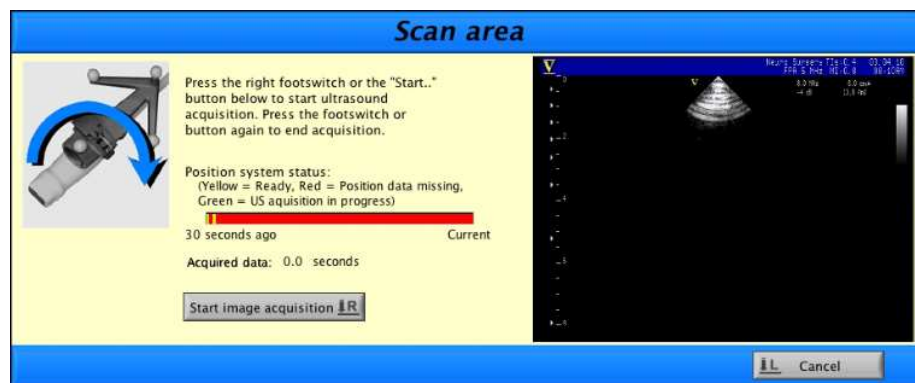 Scan area
Press the right footswitch or the "Start.."
button below to start ultrasound
acquisition. Press the footswitch or
button again to end acquisition.
Position system status:
(Yellow = Ready, Red = Position data missing,
Green = US aquisition in progress)
30 seconds ago Current
Acquired data: 0.0 seconds
Start image acquisition R
V
V
L Cancel